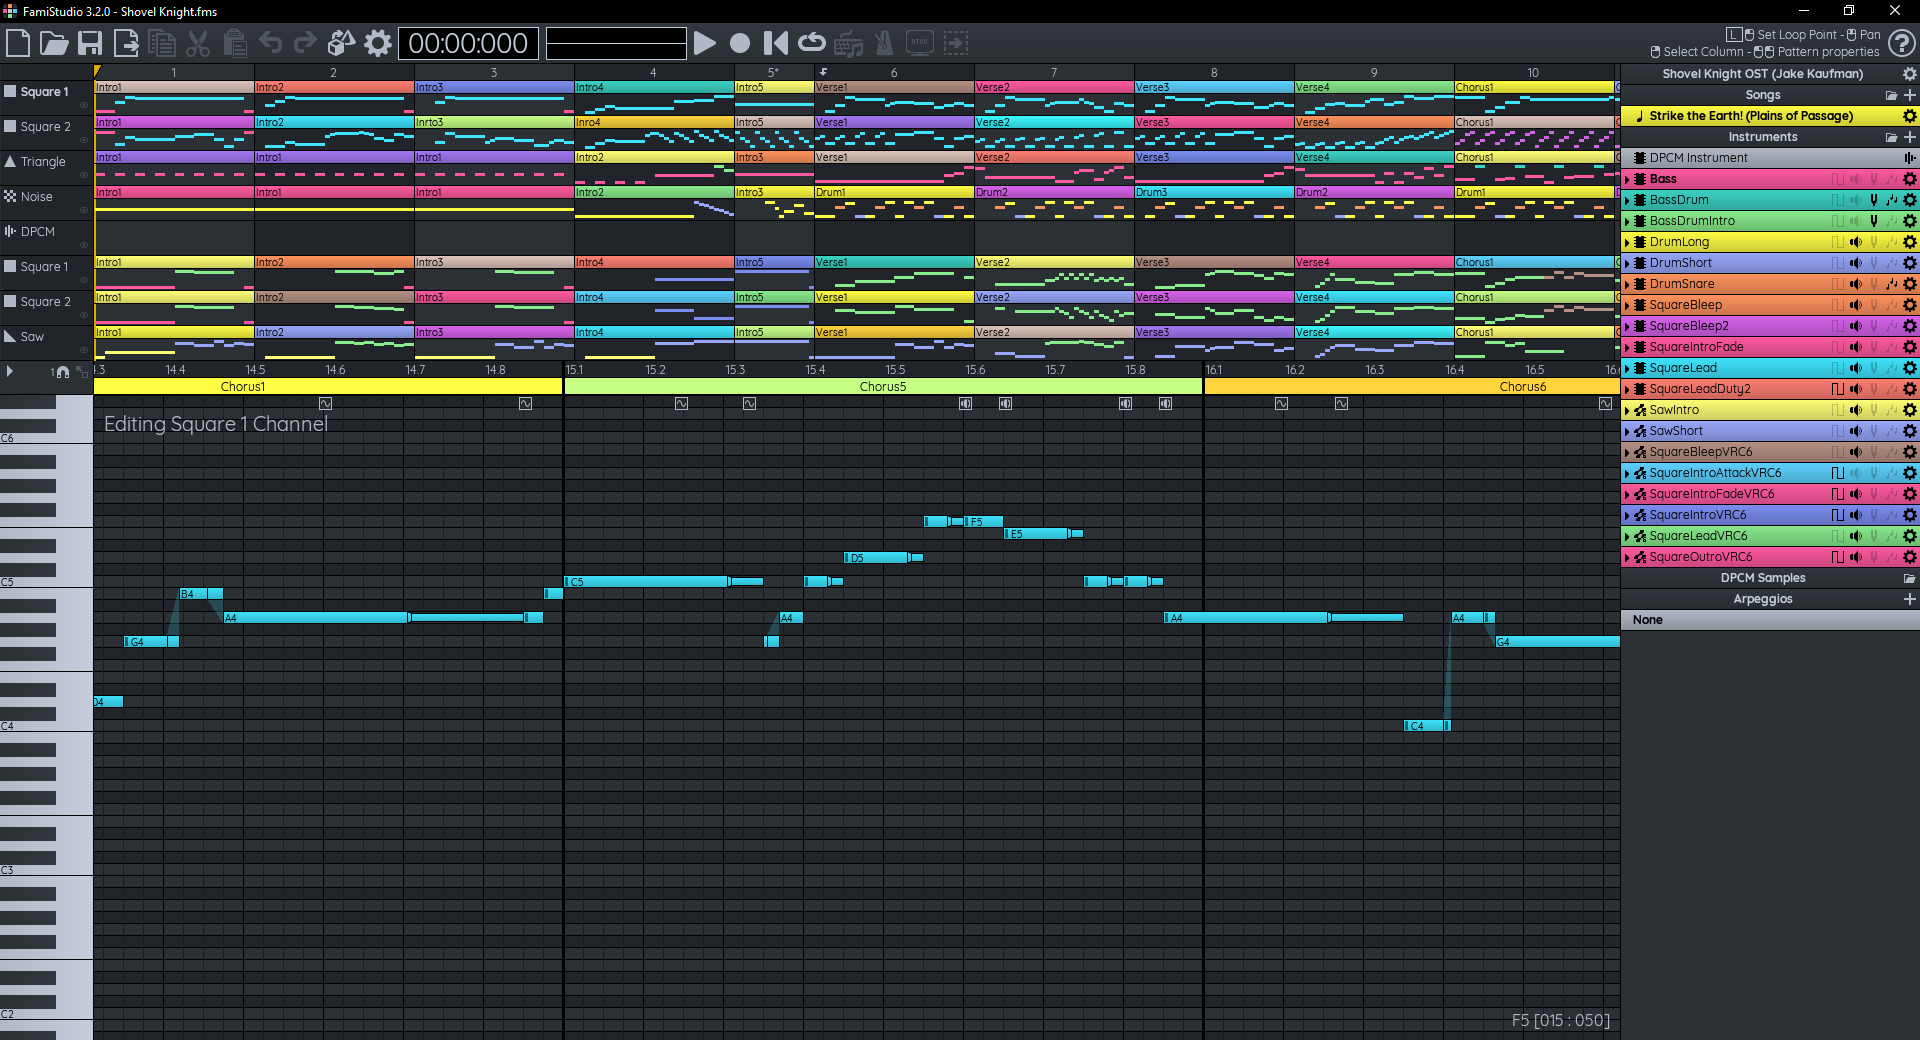 FamiStudio 3.2.0 - Shovel Knight.fms
00:00:000
L Set Loop Point - Pan
Select Column - Pattern properties
1 2 3 4 5* 6 7 8 9 10
Square 1
Intro1 Intro2 Intro3 Intro4 Intro5 Verse1 Verse2 Verse3 Verse4 Chorus1
Square 2
Intro1 Intro2 Inrto3 Inro4 Intro5 Verse1 Verse2 Verse3 Verse4 Chorus1
Triangle
Intro1 Intro1 Intro1 Intro2 Intro3 Verse1 Verse2 Verse3 Verse4 Chorus1
Noise
Intro1 Intro1 Intro1 Intro2 Intro3 Drum1 Drum2 Drum3 Drum2 Drum1
DPCM
Square 1
Intro1 Intro2 Intro3 Intro4 Intro5 Verse1 Verse2 Verse3 Verse4 Chorus1
Square 2
Intro1 Intro2 Intro3 Intro4 Intro5 Verse1 Verse2 Verse3 Verse4 Chorus1
Saw
Intro1 Intro2 Intro3 Intro4 Intro5 Verse1 Verse2 Verse3 Verse4 Chorus1
1 14.4 14.5 14.6 14.7 14.8 15.1 15.2 15.3 15.4 15.5 15.6 15.7 15.8 16.1 16.2 16.3 16.4 16.5
Chorus1 Chorus5 Chorus6
Editing Square 1 Channel
C6
F5
E5
D5
C5
C5
B4
A4 A4 A4 A4
G4 G4
D4
C4 C4
C3
C2
F5 [015 : 050]
Shovel Knight OST (Jake Kaufman)
Songs
Strike the Earth! (Plains of Passage)
Instruments
DPCM Instrument
Bass
BassDrum
BassDrumIntro
DrumLong
DrumShort
DrumSnare
SquareBleep
SquareBleep2
SquareIntroFade
SquareLead
SquareLeadDuty2
SawIntro
SawShort
SquareBleepVRC6
SquareIntroAttackVRC6
SquareIntroFadeVRC6
SquareIntroVRC6
SquareLeadVRC6
SquareOutroVRC6
DPCM Samples
Arpeggios
None